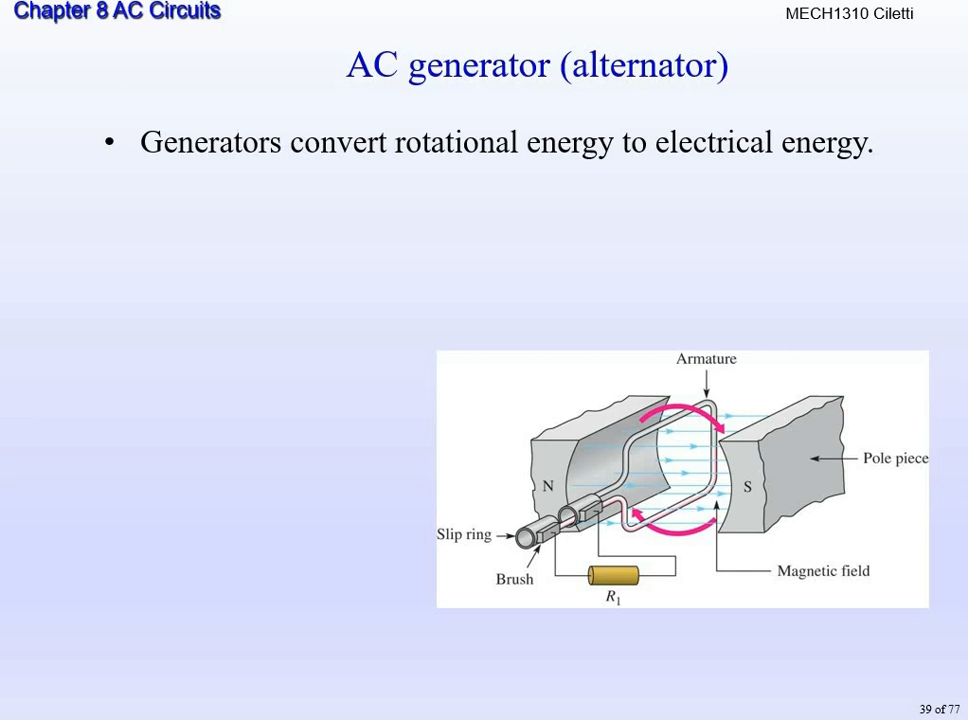 Chapter 8 AC Circuits
MECH1310 Ciletti
AC generator (alternator)
• Generators convert rotational energy to electrical energy.
Armature
Pole piece
N
S
Slip ring
Brush
Magnetic field
R1
39 of 77